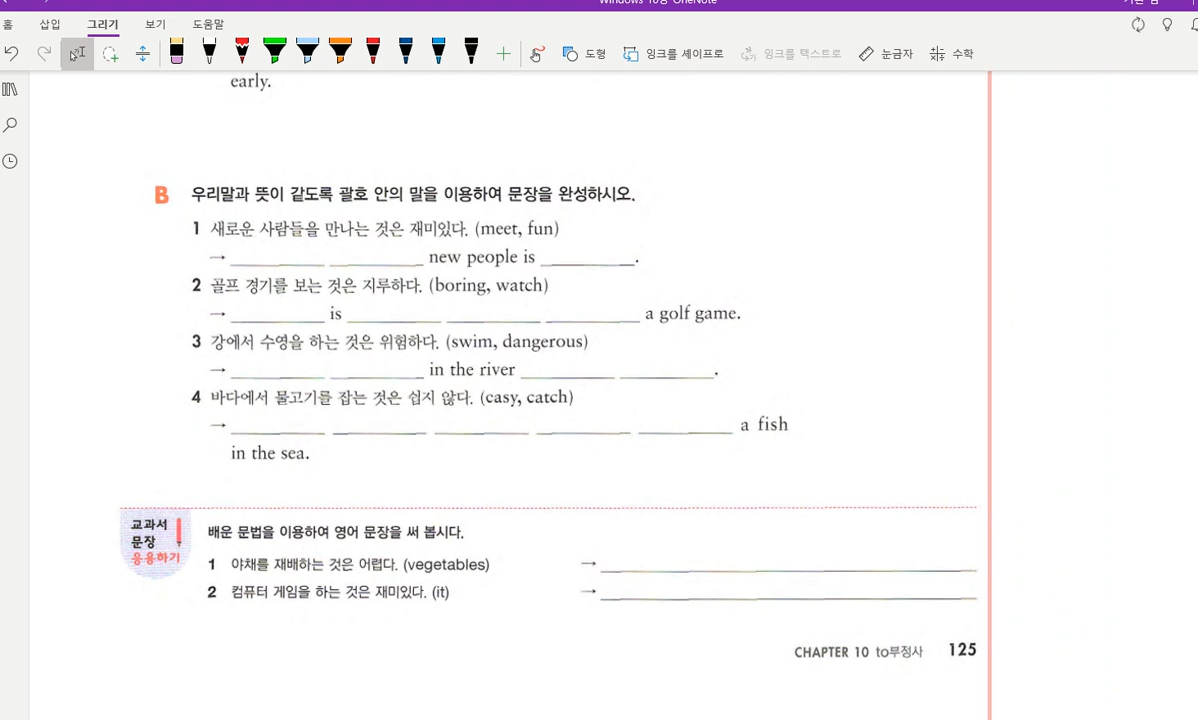 Windows 10용 OneNote
홈 삽입 그리기 보기 도움말
도형 잉크를 셰이프로 잉크를 텍스트로 눈금자 수학
early.
B 우리말과 뜻이 같도록 괄호 안의 말을 이용하여 문장을 완성하시오.
1 새로운 사람들을 만나는 것은 재미있다. (meet, fun)
→ __________ __________ new people is __________.
2 골프 경기를 보는 것은 지루하다. (boring, watch)
→ __________ is __________ __________ __________ a golf game.
3 강에서 수영을 하는 것은 위험하다. (swim, dangerous)
→ __________ __________ in the river __________ __________.
4 바다에서 물고기를 잡는 것은 쉽지 않다. (easy, catch)
→ __________ __________ __________ __________ __________ a fish
in the sea.
교과서
문장
응용하기
배운 문법을 이용하여 영어 문장을 써 봅시다.
1 야채를 재배하는 것은 어렵다. (vegetables) → __________
2 컴퓨터 게임을 하는 것은 재미있다. (it) → __________
CHAPTER 10 to부정사 125